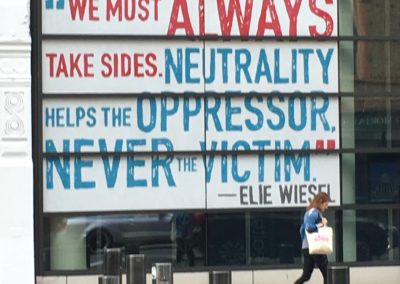 "WE MUST ALWAYS
TAKE SIDES. NEUTRALITY
HELPS THE OPPRESSOR,
NEVER THE VICTIM."
—ELIE WIESEL